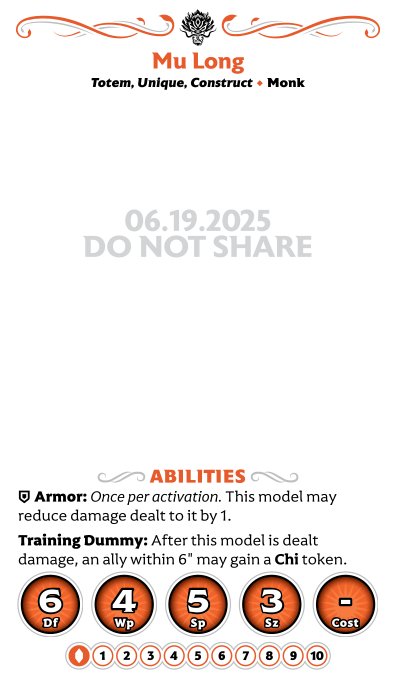 Mu Long
Totem, Unique, Construct ♦ Monk
06.19.2025
DO NOT SHARE
ABILITIES
Armor: Once per activation. This model may
reduce damage dealt to it by 1.
Training Dummy: After this model is dealt
damage, an ally within 6" may gain a Chi token.
6 4 5 3 -
Df Wp Sp Sz Cost
1 2 3 4 5 6 7 8 9 10